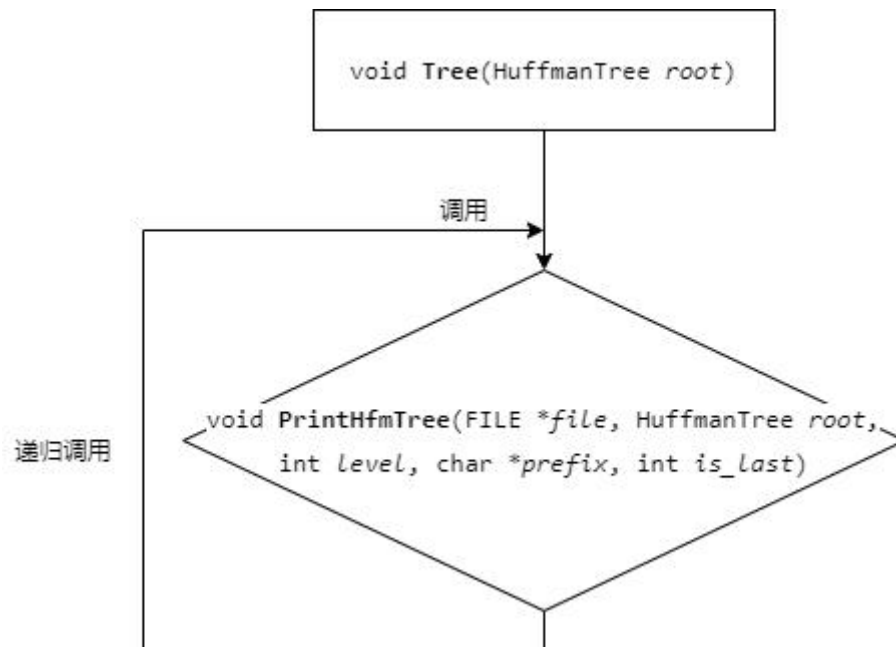 void Tree(HuffmanTree root)
调用
void PrintHfmTree(FILE *file, HuffmanTree root,
递归调用
int level, char *prefix, int is_last)